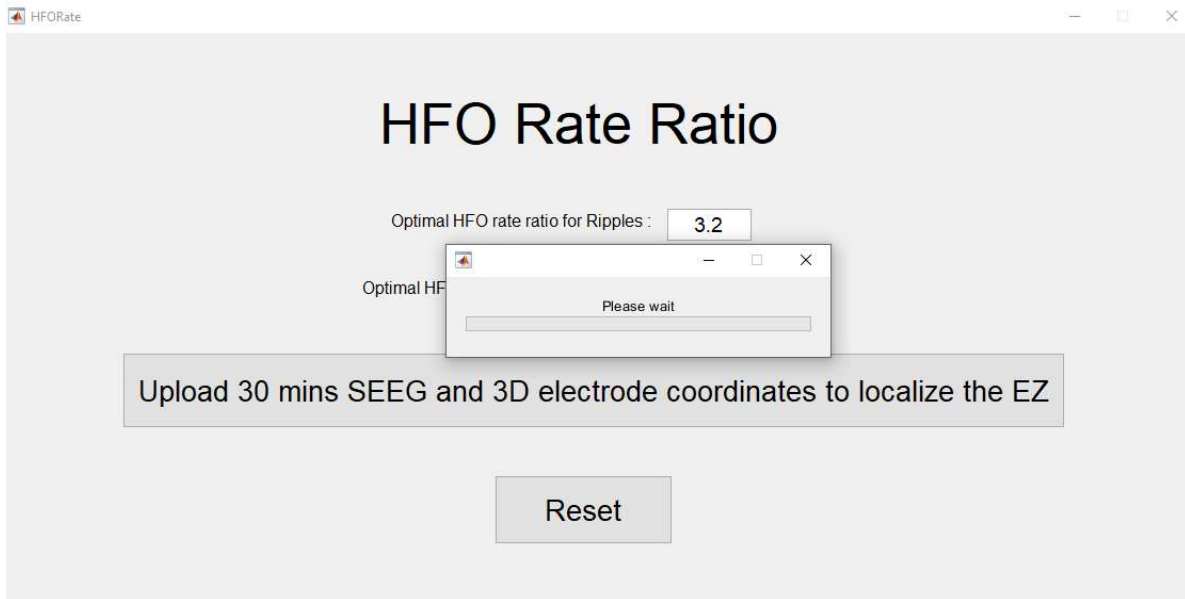 HFORate
HFO Rate Ratio
Optimal HFO rate ratio for Ripples :
3.2
Optimal HF
Please wait
Upload 30 mins SEEG and 3D electrode coordinates to localize the EZ
Reset